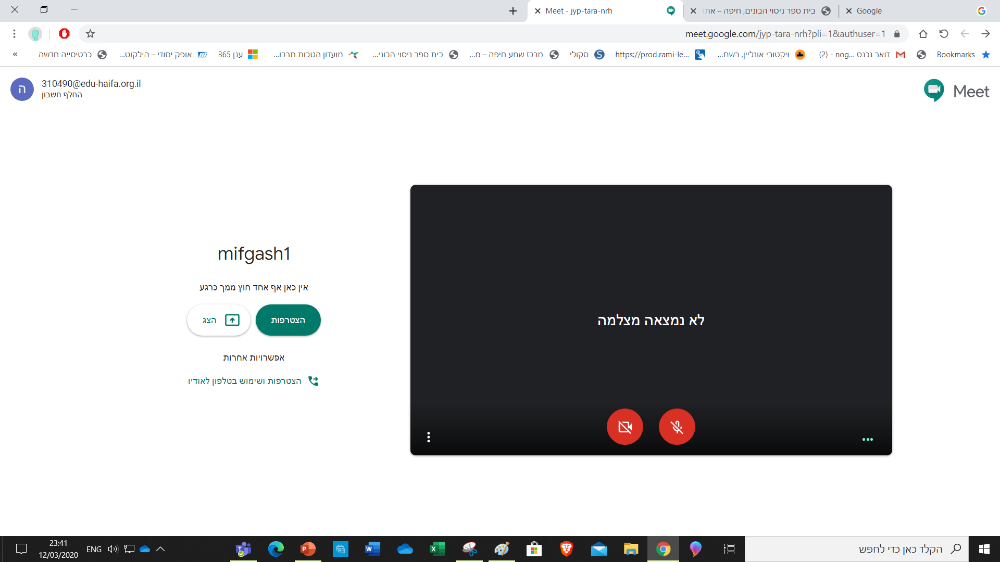 Meet - jyp-tara-nrh
בית ספר ניסוי הבונים, חיפה – אתר
Google
meet.google.com/jyp-tara-nrh?pli=1&authuser=1
Bookmarks
דואר נכנס (2) - nog...
ויקטורי אונליין, רשת...
https://prod.rami-le...
סקולי
מרכז שמע חיפה – מ...
בית ספר ניסוי הבוני...
מועדון הטבות תרבו...
ענן 365
אופק יסודי – הילקוט...
כרטיסייה חדשה
»
Meet
ה
310490@edu-haifa.org.il
החלף חשבון
mifgash1
אין כאן אף אחד חוץ ממך כרגע
הצטרפות
הצג
אפשרויות אחרות
הצטרפות ושימוש בטלפון לאודיו
לא נמצאה מצלמה
הקלד כאן כדי לחפש
ENG
23:41
12/03/2020